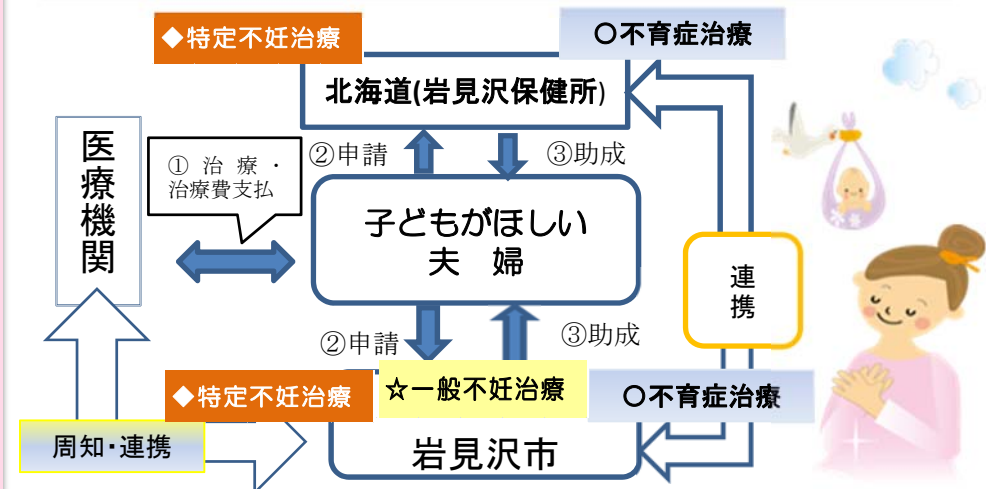 ◆特定不妊治療
○不育症治療
北海道(岩見沢保健所)
医療機関
① 治 療 ・
治療費支払
②申請
③助成
子どもがほしい
夫 婦
連携
②申請
③助成
◆特定不妊治療
☆一般不妊治療
○不育症治療
周知・連携
岩見沢市